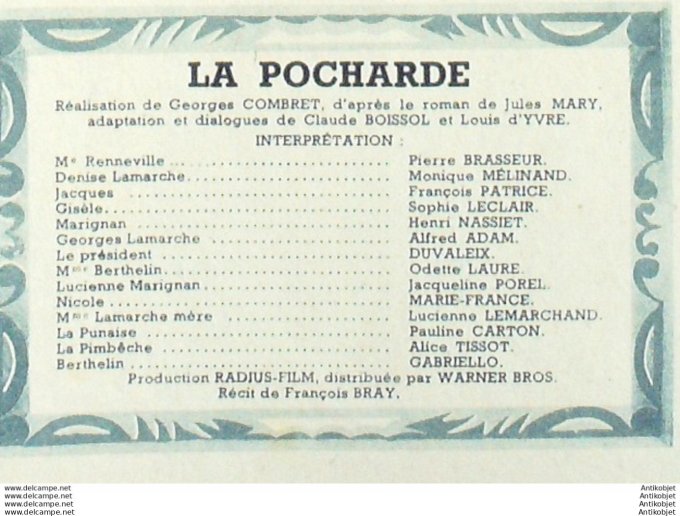 LA POCHARDE
Réalisation de Georges COMBRET, d'après le roman de Jules MARY,
adaptation et dialogues de Claude BOISSOL et Louis d'YVRE.
INTERPRÉTATION :
Me Renneville ... Pierre BRASSEUR.
Denise Lamarche ... Monique MÉLINAND.
Jacques ... François PATRICE.
Gisèle ... Sophie LECLAIR.
Marignan ... Henri NASSIET.
Georges Lamarche ... Alfred ADAM.
Le président ... DUVALEIX.
Mme Berthelin ... Odette LAURE.
Lucienne Marignan ... Jacqueline POREL.
Nicole ... MARIE-FRANCE.
Mme Lamarche mère ... Lucienne LEMARCHAND.
La Punaise ... Pauline CARTON.
La Pimbêche ... Alice TISSOT.
Berthelin ... GABRIELLO.
Production RADIUS-FILM, distribuée par WARNER BROS.
Récit de François BRAY.
www.delcampe.net Antikobjet
www.delcampe.net Antikobjet
www.delcampe.net Antikobjet
www.delcampe.net Antikobjet